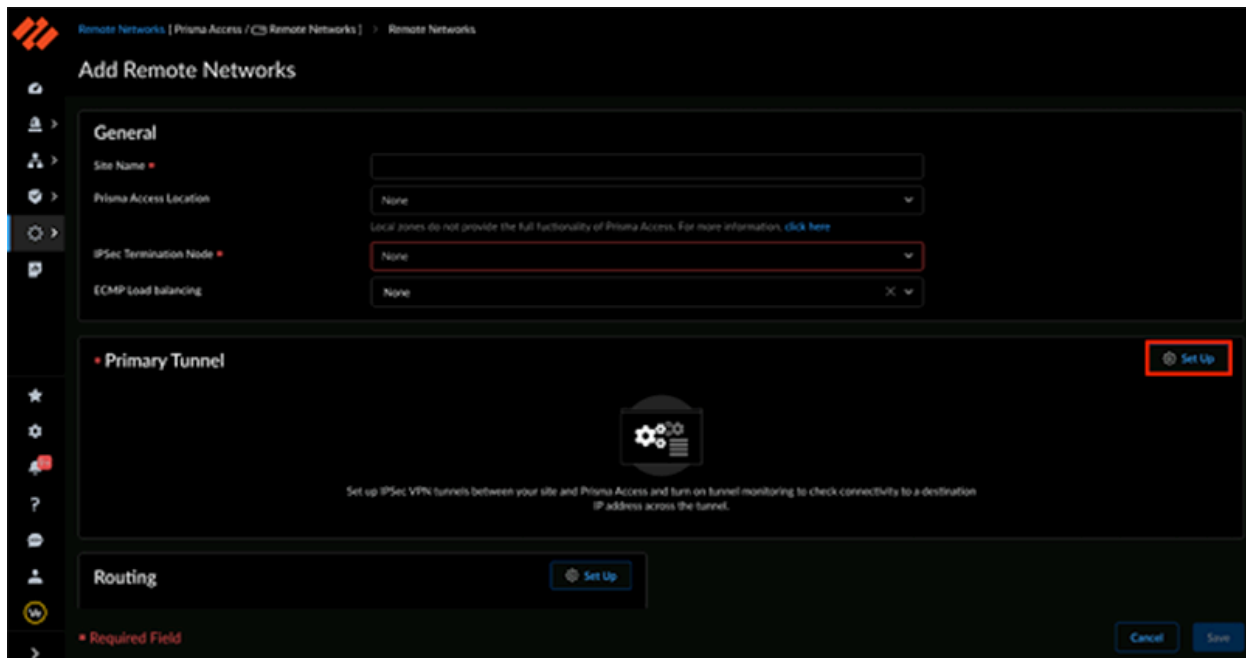 Remote Networks [ Prisma Access / Remote Networks ] > Remote Networks
Add Remote Networks
General
Site Name
Prisma Access Location
None
Local zones do not provide the full fuctionality of Prisma Access. For more information, click here
IPSec Termination Node
None
ECMP Load balancing
None
Primary Tunnel
Set Up
Set up IPSec VPN tunnels between your site and Prisma Access and turn on tunnel monitoring to check connectivity to a destination
IP address across the tunnel.
Routing
Set Up
Required Field
Cancel
Save